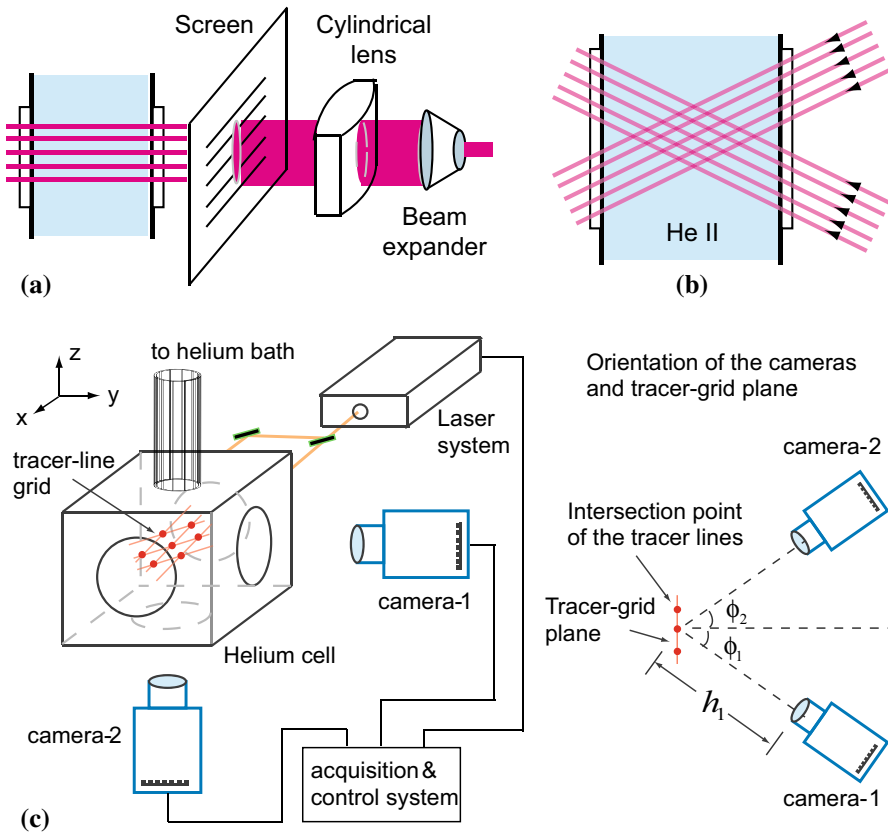 Screen
Cylindrical
lens
Beam
expander
(a)
He II
(b)
z
y
x
to helium bath
Laser
system
tracer-line
grid
camera-1
Helium cell
camera-2
acquisition &
control system
(c)
Orientation of the cameras
and tracer-grid plane
camera-2
Intersection point
of the tracer lines
Tracer-grid
plane
ϕ2
ϕ1
h1
camera-1